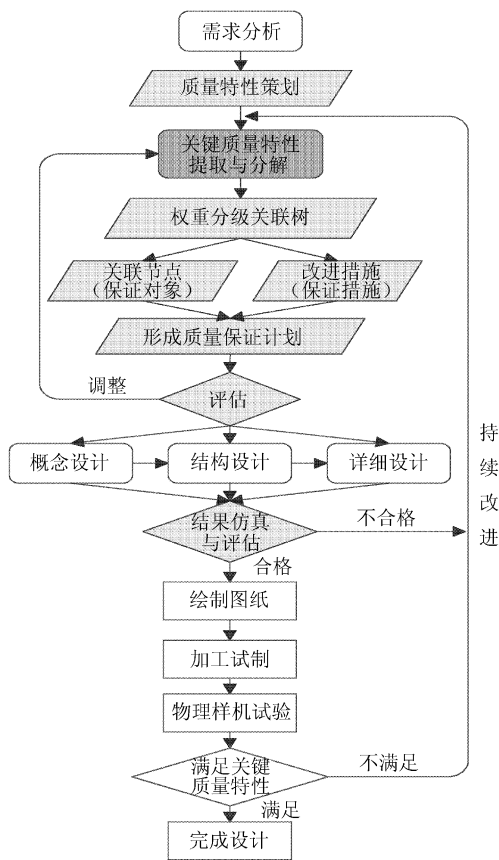 需求分析
质量特性策划
关键质量特性
提取与分解
权重分级关联树
关联节点
（保证对象）
改进措施
（保证措施）
形成质量保证计划
调整
评估
概念设计
结构设计
详细设计
持续改进
结果仿真
与评估
不合格
合格
绘制图纸
加工试制
物理样机试验
满足关键
质量特性
不满足
满足
完成设计